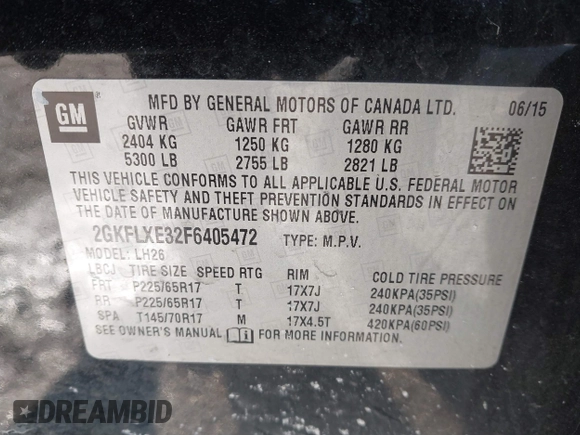 GM
MFD BY GENERAL MOTORS OF CANADA LTD. 06/15
GVWR GAWR FRT GAWR RR
2404 KG 1250 KG 1280 KG
5300 LB 2755 LB 2821 LB
THIS VEHICLE CONFORMS TO ALL APPLICABLE U.S. FEDERAL MOTOR
VEHICLE SAFETY AND THEFT PREVENTION STANDARDS IN EFFECT ON
THE DATE OF MANUFACTURE SHOWN ABOVE.
2GKFLXE32F6405472 TYPE: M.P.V.
MODEL: LH26
LBCJ TIRE SIZE SPEED RTG RIM COLD TIRE PRESSURE
FRT P225/65R17 T 17X7J 240KPA(35PSI)
RR P225/65R17 T 17X7J 240KPA(35PSI)
SPA T145/70R17 M 17X4.5T 420KPA(60PSI)
SEE OWNER'S MANUAL FOR MORE INFORMATION.
DREAMBID